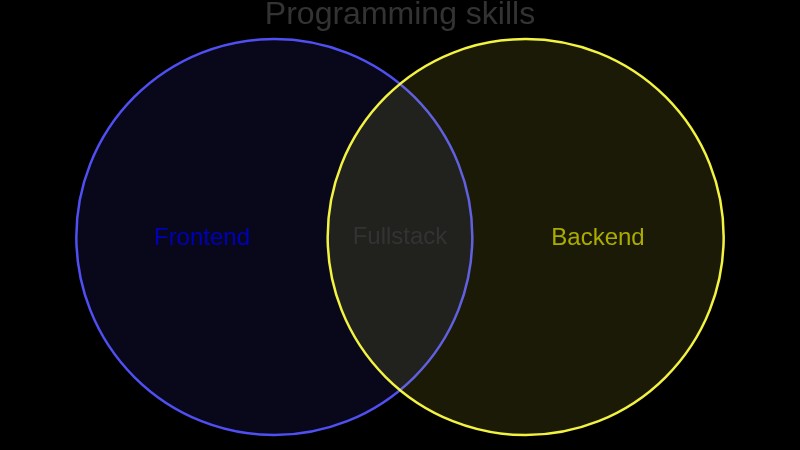 Programming skills
Frontend
Fullstack
Backend